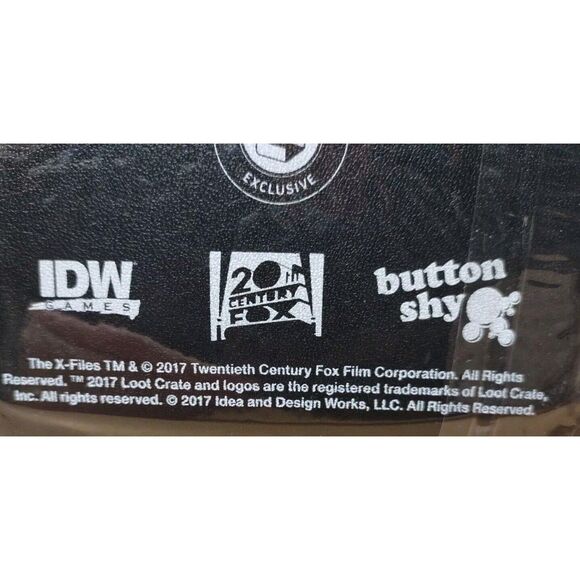 EXCLUSIVE
IDW
GAMES
20TH
CENTURY
FOX
button
shy
The X-Files TM & © 2017 Twentieth Century Fox Film Corporation. All Rights
Reserved. ™ 2017 Loot Crate and logos are the registered trademarks of Loot Crate,
Inc. All rights reserved. © 2017 Idea and Design Works, LLC. All Rights Reserved.